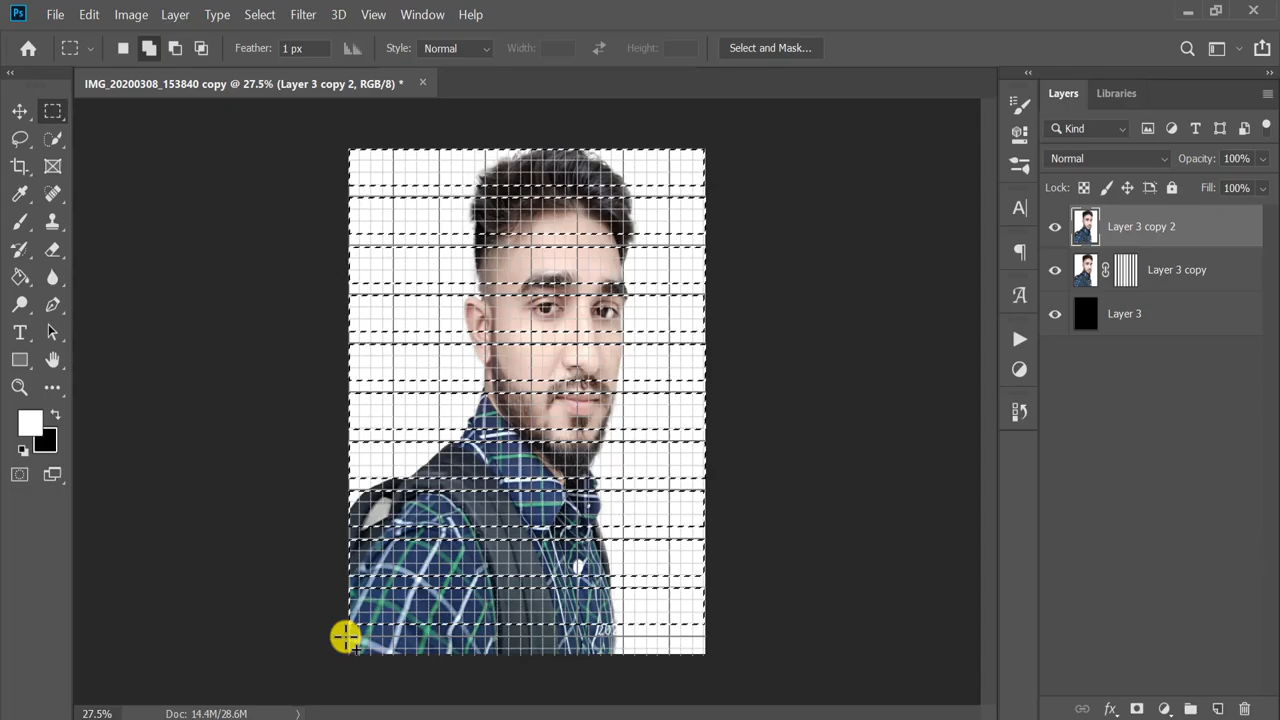 Ps File Edit Image Layer Type Select Filter 3D View Window Help
Feather: 1 px Style: Normal Width: Height: Select and Mask...
IMG_20200308_153840 copy @ 27.5% (Layer 3 copy 2, RGB/8) *
Layers Libraries
Kind
Normal Opacity: 100%
Lock: Fill: 100%
Layer 3 copy 2
Layer 3 copy
Layer 3
27.5% Doc: 14.4M/28.6M